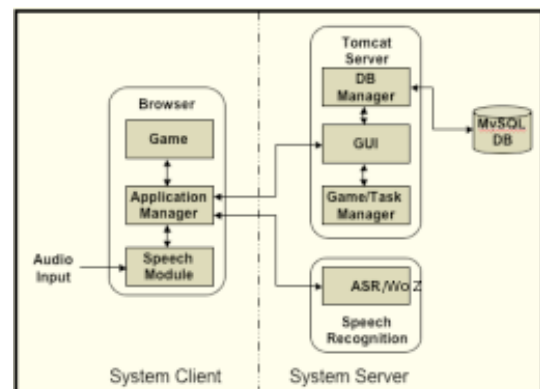 Tomcat
Server
DB
Manager
MySQL
DB
Browser
Game
GUI
Application
Manager
Game/Task
Manager
Audio
Input
Speech
Module
ASR/WoZ
Speech
Recognition
System Client
System Server